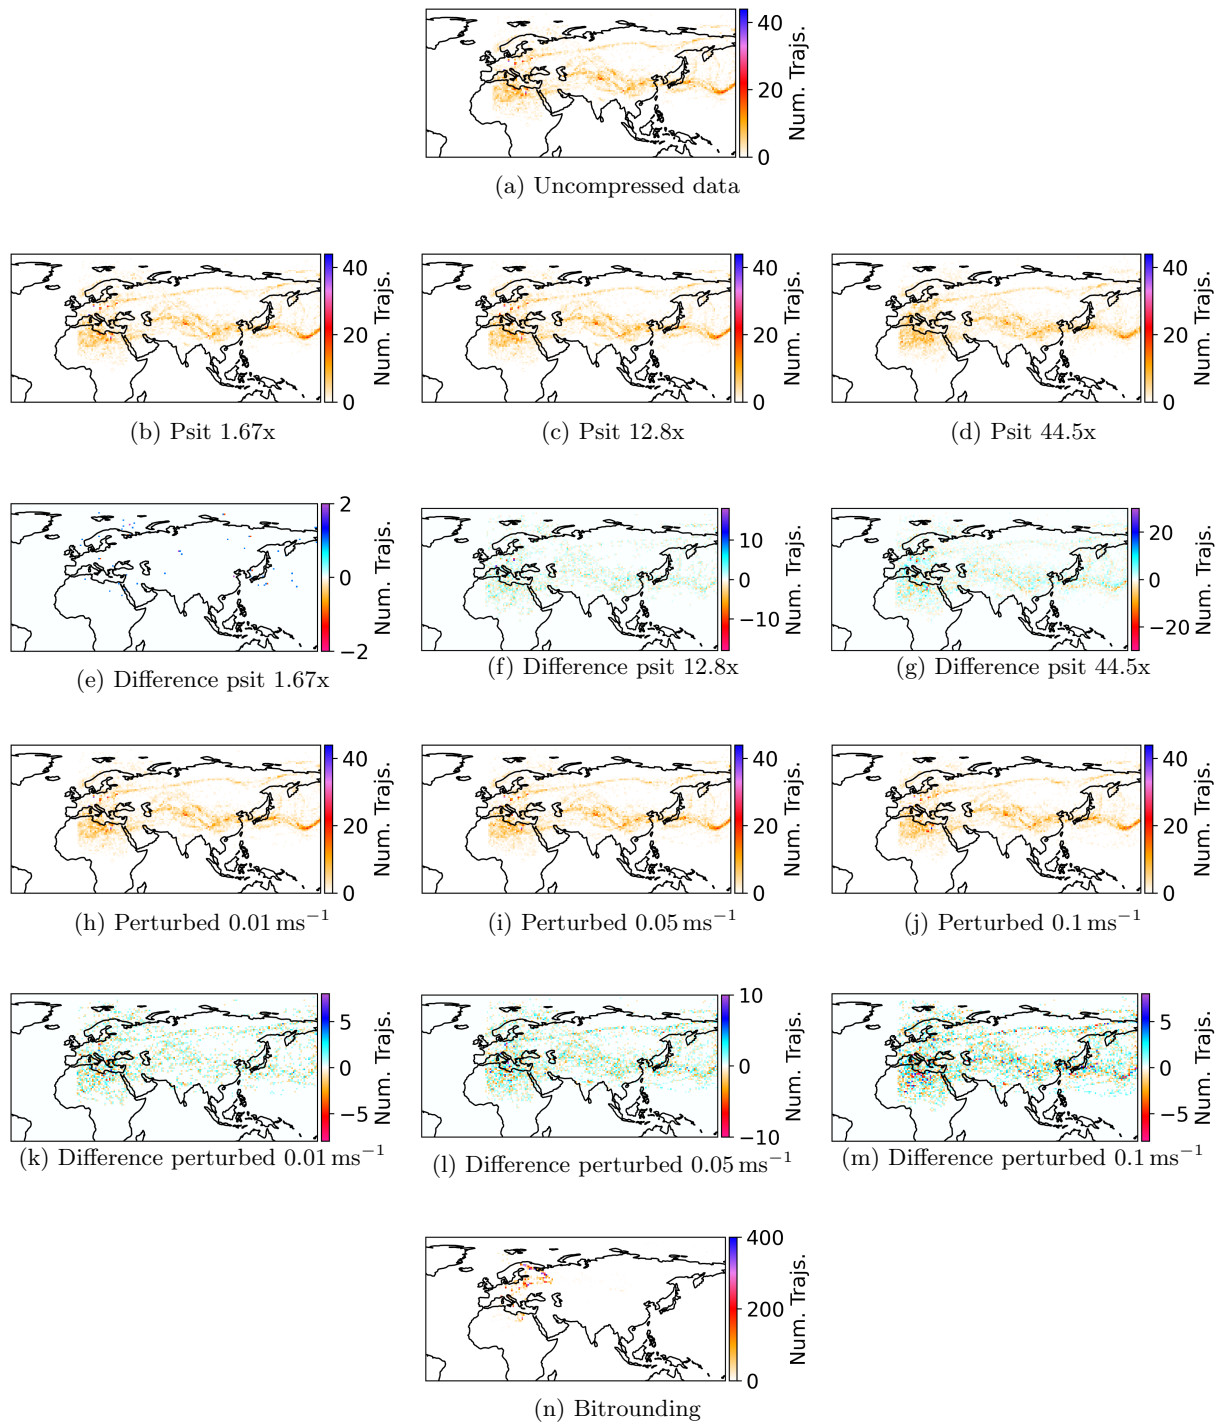 40
20
0
Num. Trajs.
(a) Uncompressed data
40
20
0
Num. Trajs.
40
20
0
Num. Trajs.
40
20
0
Num. Trajs.
(b) Psit 1.67x
(c) Psit 12.8x
(d) Psit 44.5x
2
0
−2
Num. Trajs.
10
0
−10
Num. Trajs.
20
0
−20
Num. Trajs.
(e) Difference psit 1.67x
(f) Difference psit 12.8x
(g) Difference psit 44.5x
40
20
0
Num. Trajs.
40
20
0
Num. Trajs.
40
20
0
Num. Trajs.
(h) Perturbed 0.01 ms⁻¹
(i) Perturbed 0.05 ms⁻¹
(j) Perturbed 0.1 ms⁻¹
5
0
−5
Num. Trajs.
10
0
−10
Num. Trajs.
5
0
−5
Num. Trajs.
(k) Difference perturbed 0.01 ms⁻¹
(l) Difference perturbed 0.05 ms⁻¹
(m) Difference perturbed 0.1 ms⁻¹
400
200
0
Num. Trajs.
(n) Bitrounding